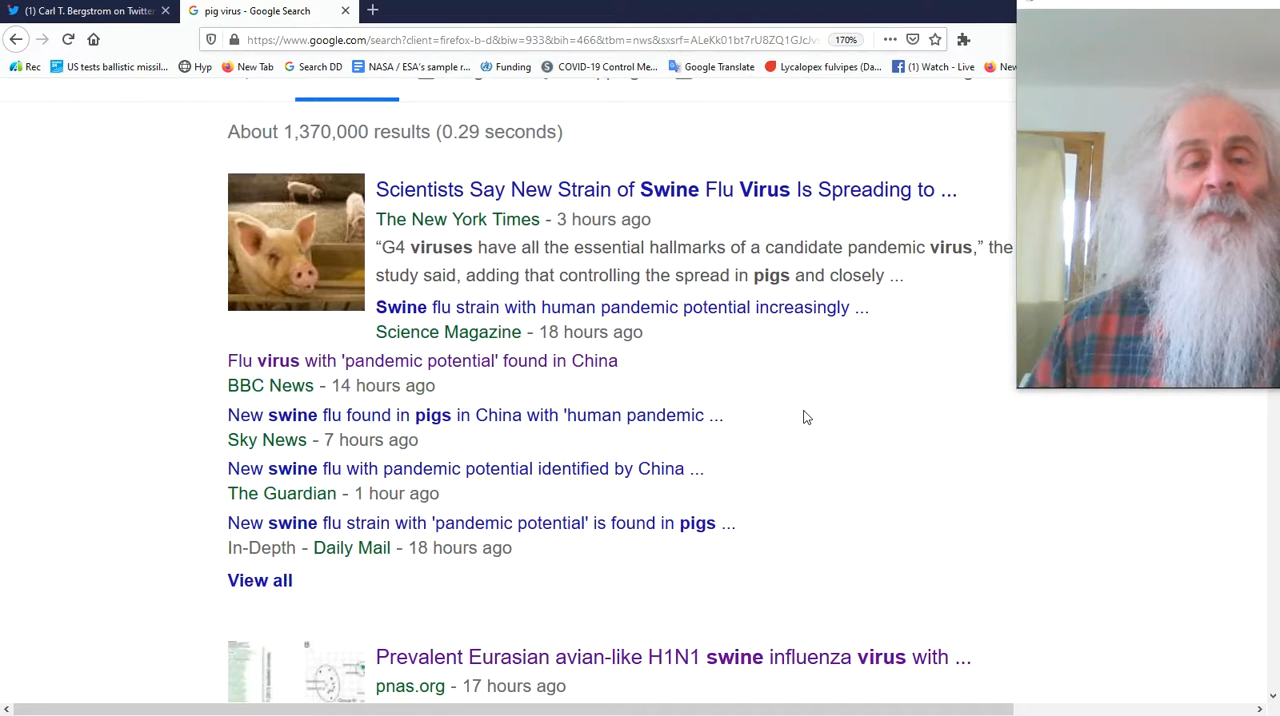 (1) Carl T. Bergstrom on Twitter
pig virus - Google Search
https://www.google.com/search?client=firefox-b-d&biw=933&bih=466&tbm=nws&sxsrf=
170%
Rec
US tests ballistic missil...
Hyp
New Tab
Search DD
NASA / ESA's sample r...
Funding
COVID-19 Control Me...
Google Translate
Lycalopex fulvipes (Da...
(1) Watch - Live
New
About 1,370,000 results (0.29 seconds)
Scientists Say New Strain of Swine Flu Virus Is Spreading to ...
The New York Times - 3 hours ago
“G4 viruses have all the essential hallmarks of a candidate pandemic virus,” the
study said, adding that controlling the spread in pigs and closely ...
Swine flu strain with human pandemic potential increasingly ...
Science Magazine - 18 hours ago
Flu virus with 'pandemic potential' found in China
BBC News - 14 hours ago
New swine flu found in pigs in China with 'human pandemic ...
Sky News - 7 hours ago
New swine flu with pandemic potential identified by China ...
The Guardian - 1 hour ago
New swine flu strain with 'pandemic potential' is found in pigs ...
In-Depth - Daily Mail - 18 hours ago
View all
Prevalent Eurasian avian-like H1N1 swine influenza virus with ...
pnas.org - 17 hours ago